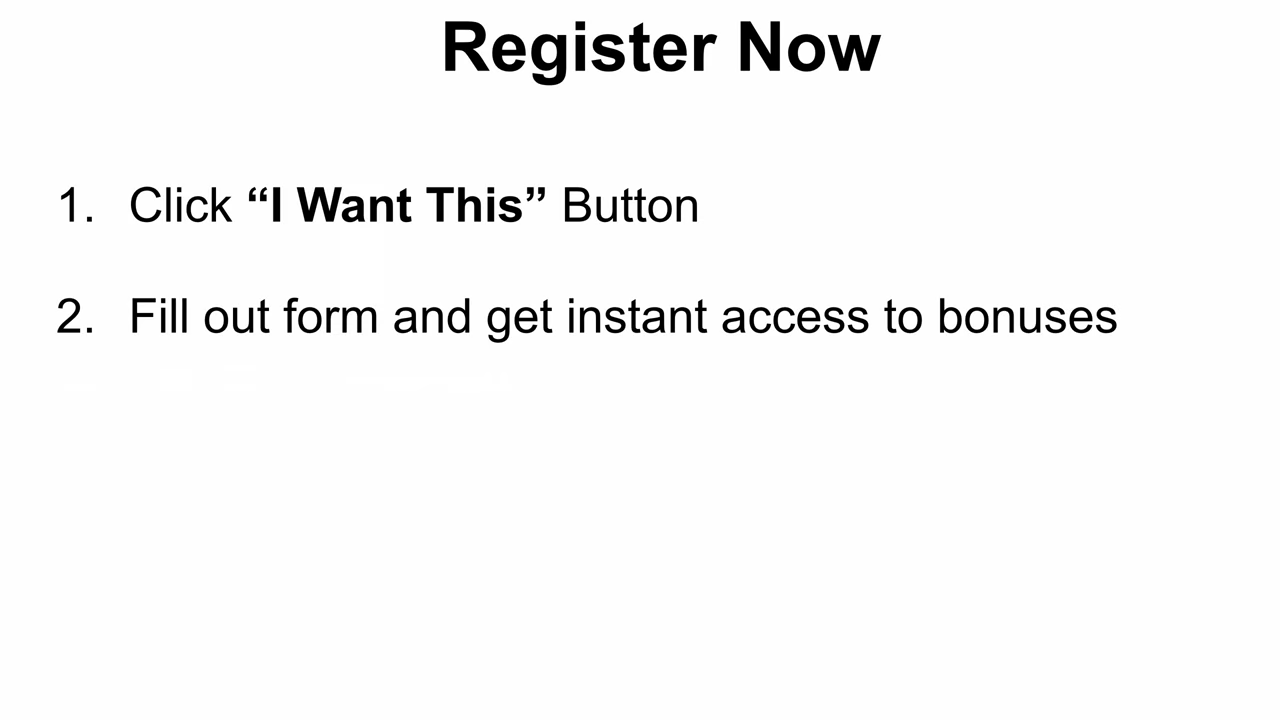 Register Now
1. Click “I Want This” Button
2. Fill out form and get instant access to bonuses